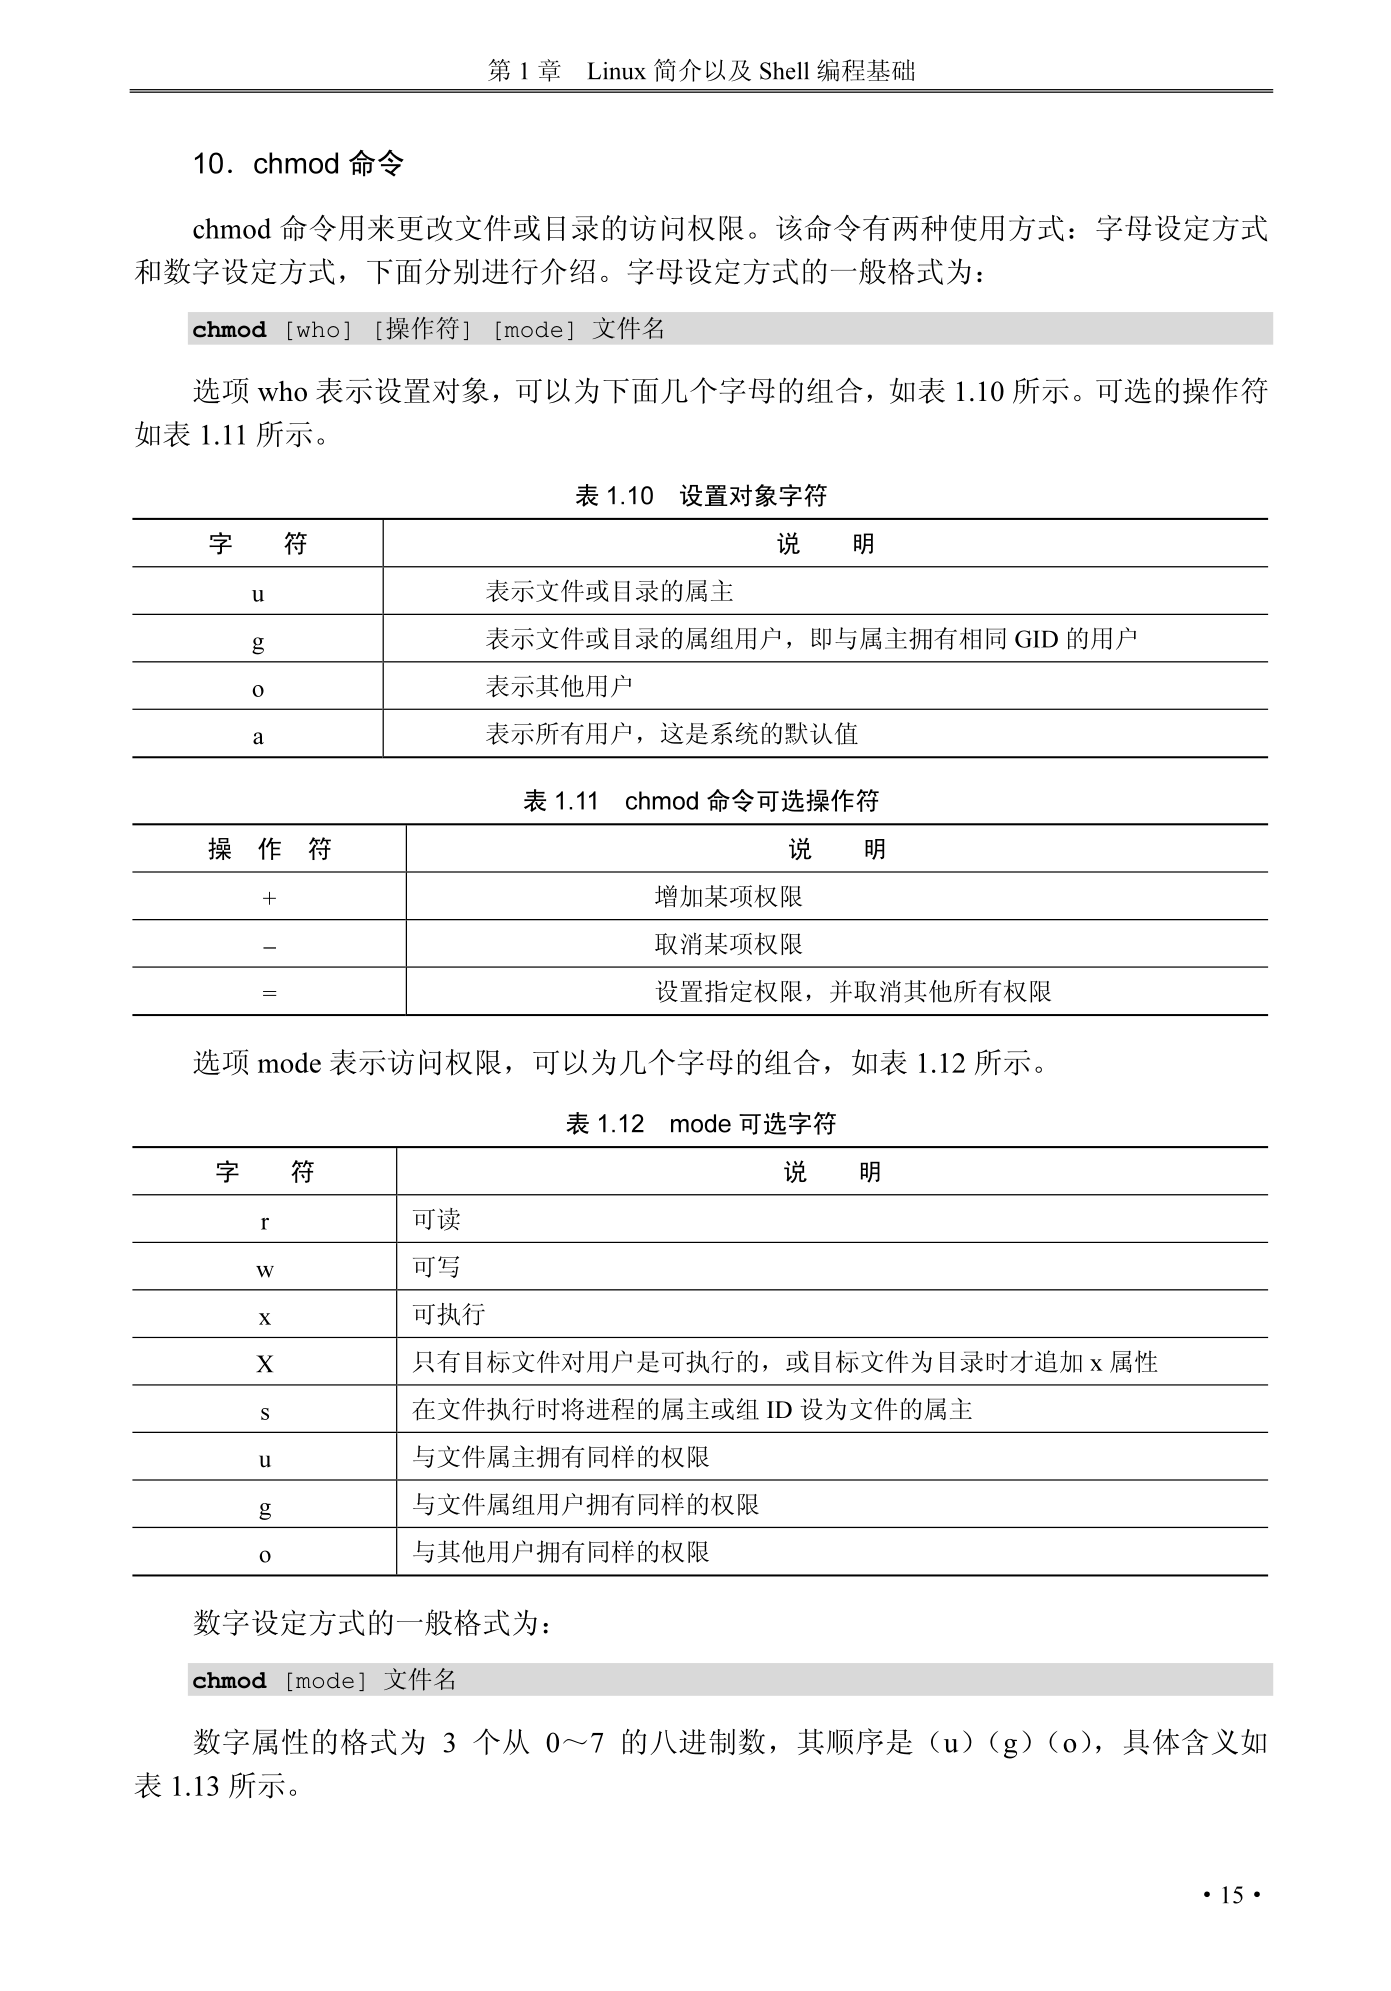 第 1 章　Linux 简介以及 Shell 编程基础
10．chmod 命令
chmod 命令用来更改文件或目录的访问权限。该命令有两种使用方式：字母设定方式
和数字设定方式，下面分别进行介绍。字母设定方式的一般格式为：
chmod [who] [操作符] [mode] 文件名
选项 who 表示设置对象，可以为下面几个字母的组合，如表 1.10 所示。可选的操作符
如表 1.11 所示。
表 1.10　设置对象字符
字　　符　说　　明
u　表示文件或目录的属主
g　表示文件或目录的属组用户，即与属主拥有相同 GID 的用户
o　表示其他用户
a　表示所有用户，这是系统的默认值
表 1.11　chmod 命令可选操作符
操　作　符　说　　明
+　增加某项权限
–　取消某项权限
=　设置指定权限，并取消其他所有权限
选项 mode 表示访问权限，可以为几个字母的组合，如表 1.12 所示。
表 1.12　mode 可选字符
字　　符　说　　明
r　可读
w　可写
x　可执行
X　只有目标文件对用户是可执行的，或目标文件为目录时才追加 x 属性
s　在文件执行时将进程的属主或组 ID 设为文件的属主
u　与文件属主拥有同样的权限
g　与文件属组用户拥有同样的权限
o　与其他用户拥有同样的权限
数字设定方式的一般格式为：
chmod [mode] 文件名
数字属性的格式为 3 个从 0～7 的八进制数，其顺序是（u）（g）（o），具体含义如
表 1.13 所示。
• 15 •